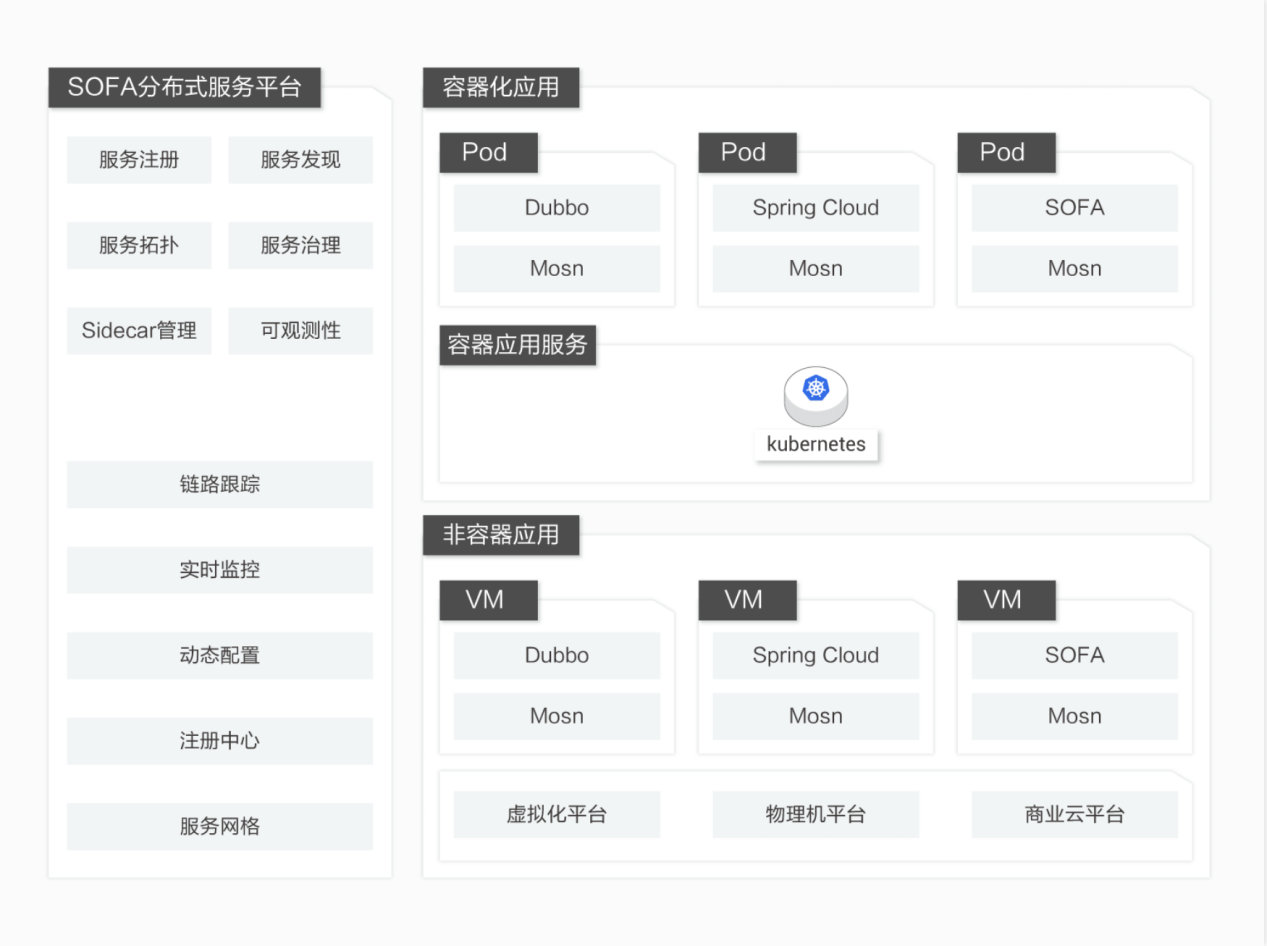 SOFA分布式服务平台
服务注册
服务发现
服务拓扑
服务治理
Sidecar管理
可观测性
链路跟踪
实时监控
动态配置
注册中心
服务网格
容器化应用
Pod
Dubbo
Mosn
Pod
Spring Cloud
Mosn
Pod
SOFA
Mosn
容器应用服务
kubernetes
非容器应用
VM
Dubbo
Mosn
VM
Spring Cloud
Mosn
VM
SOFA
Mosn
虚拟化平台
物理机平台
商业云平台